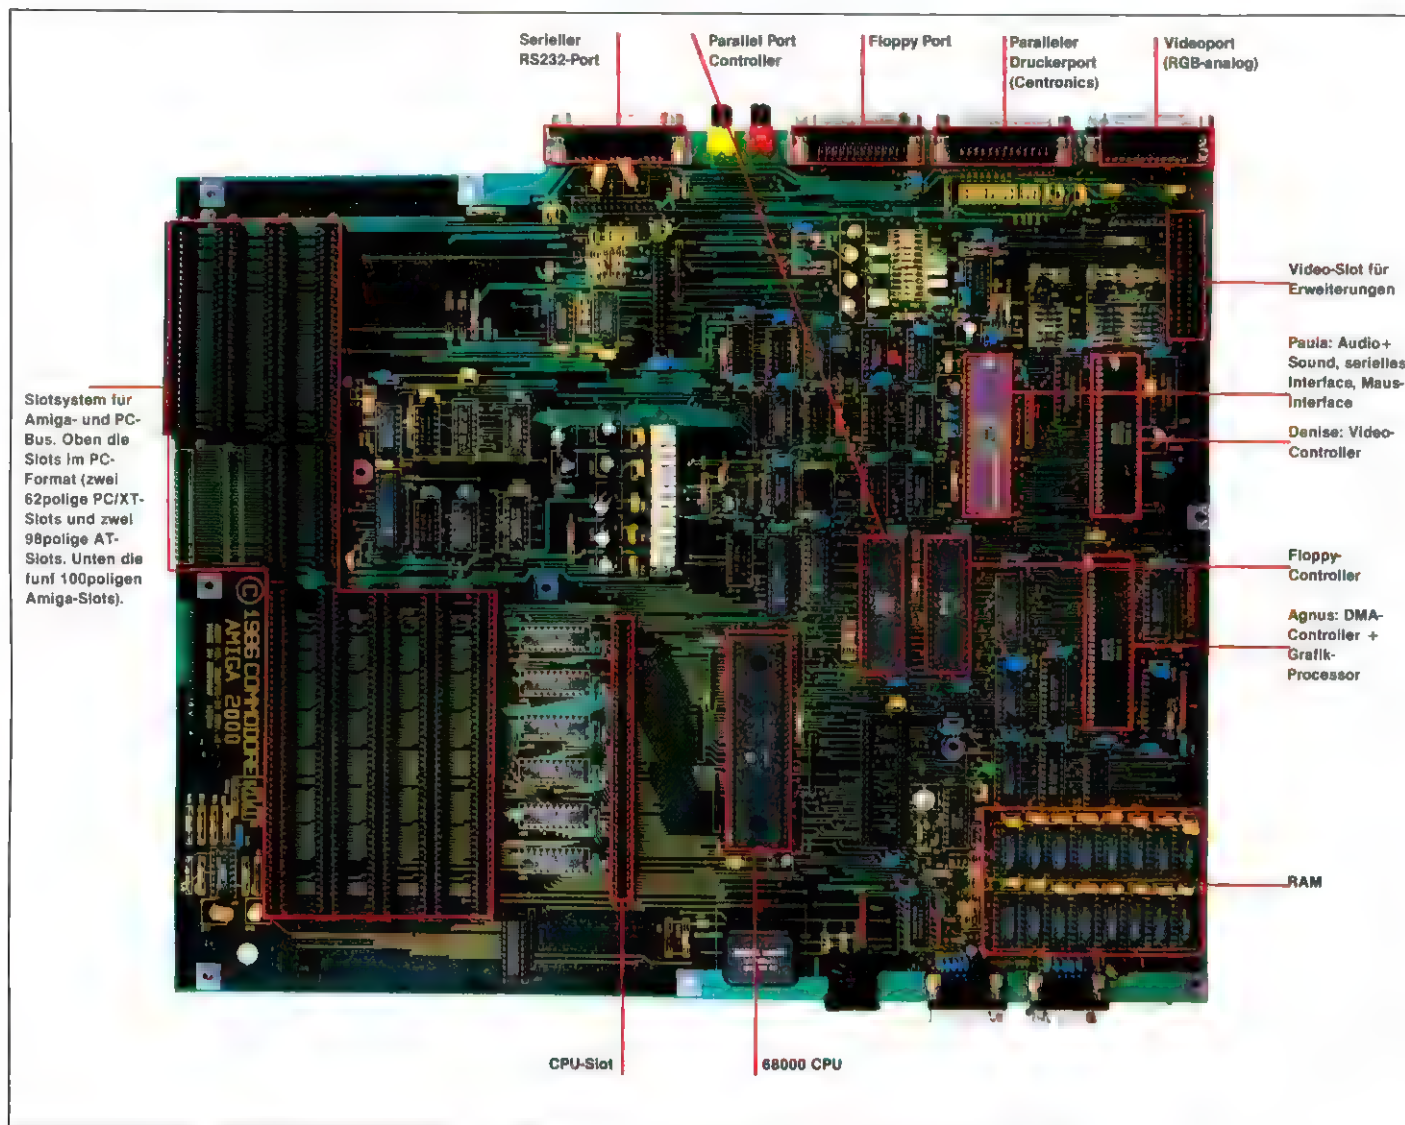 Serieller
RS232-Port
Parallel Port
Controller
Floppy Port
Paralleler
Druckerport
(Centronics)
Videoport
(RGB-analog)
Video-Slot für
Erweiterungen
Paula: Audio+
Sound, serielles
Interface, Maus-
Interface
Denise: Video-
Controller
Slotsystem für
Amiga- und PC-
Bus. Oben die
Slots im PC-
Format (zwei
62polige PC/XT-
Slots und zwei
98polige AT-
Slots. Unten die
funf 100poligen
Amiga-Slots).
Floppy-
Controller
Agnus: DMA-
Controller +
Grafik-
Processor
© 1986 COMMODORE
AMIGA 2000
RAM
CPU-Slot
68000 CPU